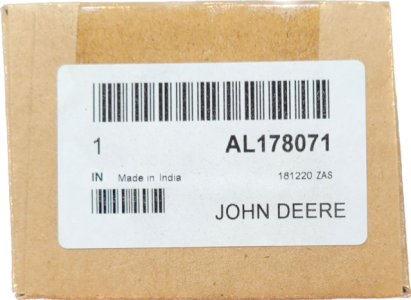 1 AL178071
IN Made in India 181220 ZAS
JOHN DEERE